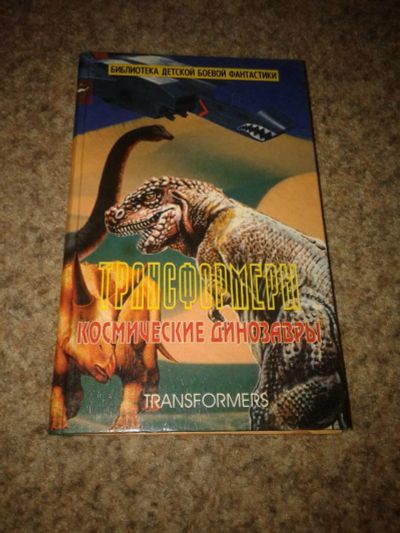 БИБЛИОТЕКА ДЕТСКОЙ БОЕВОЙ ФАНТАСТИКИ
ТРАНСФОРМЕРЫ
КОСМИЧЕСКИЕ ДИНОЗАВРЫ
TRANSFORMERS